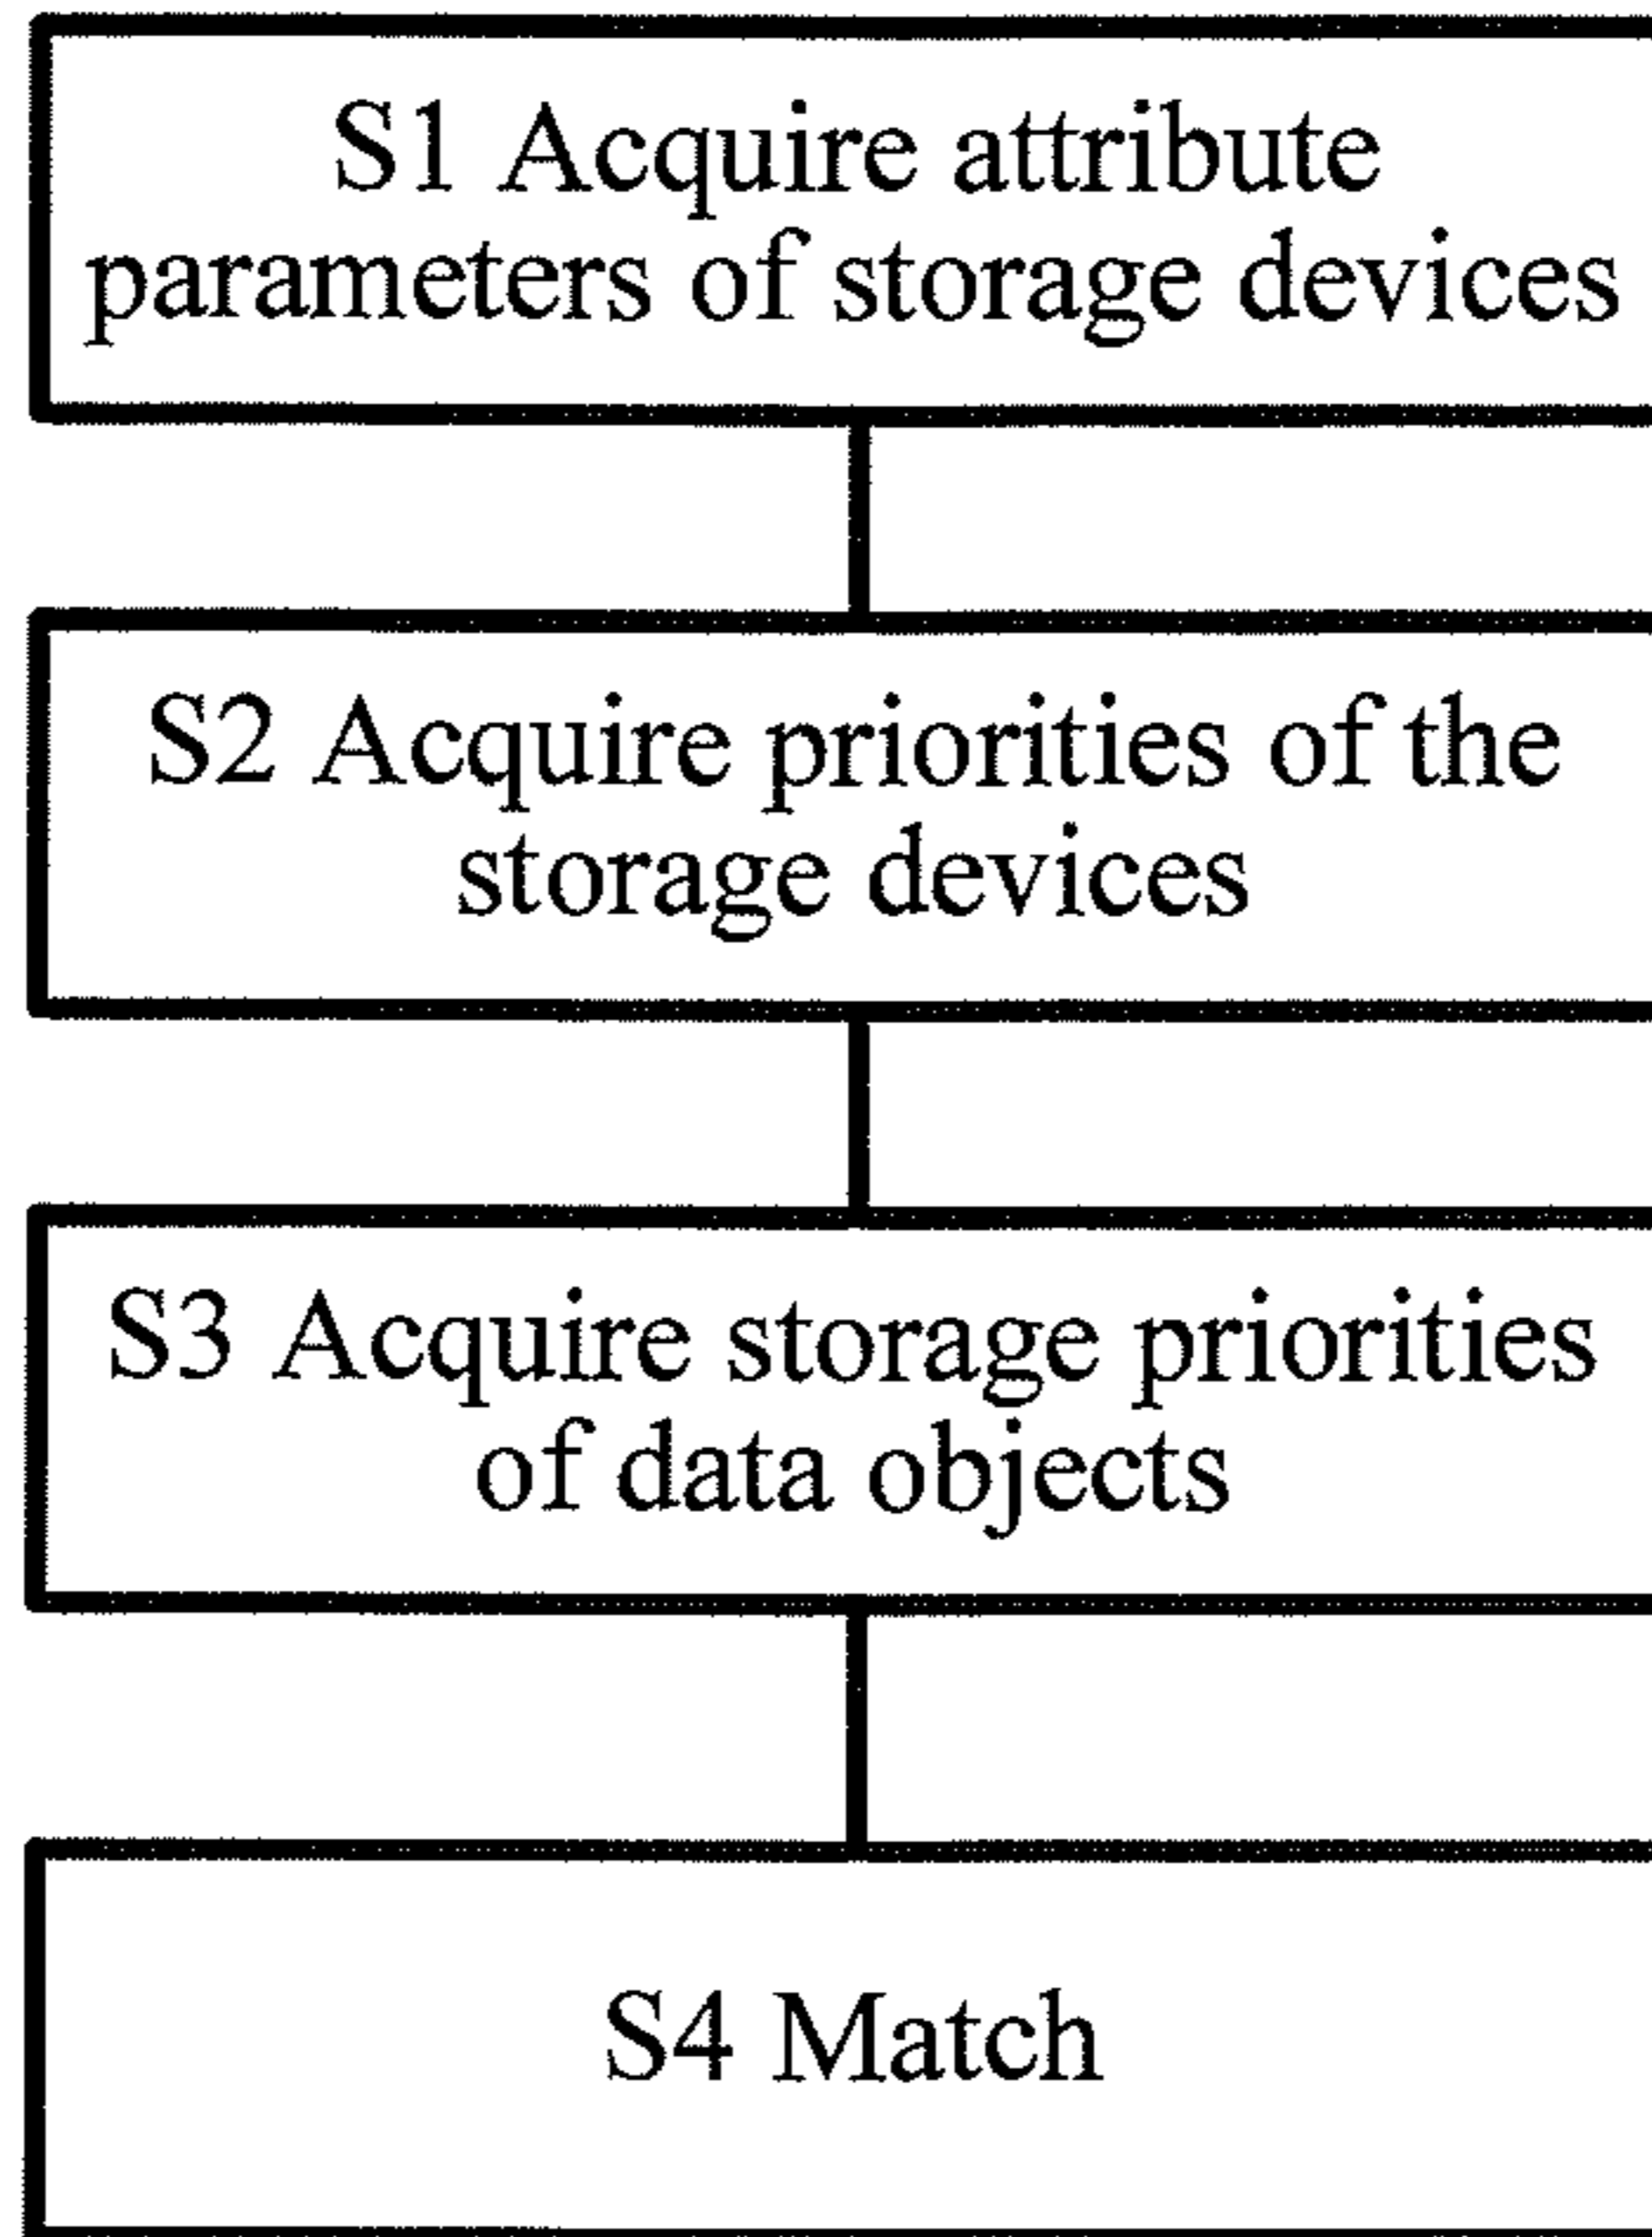 S1 Acquire attribute
parameters of storage devices
S2 Acquire priorities of the
storage devices
S3 Acquire storage priorities
of data objects
S4 Match